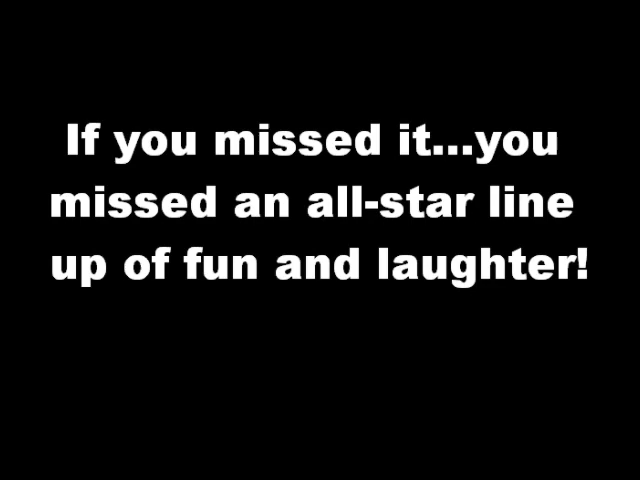 If you missed it...you
missed an all-star line
up of fun and laughter!